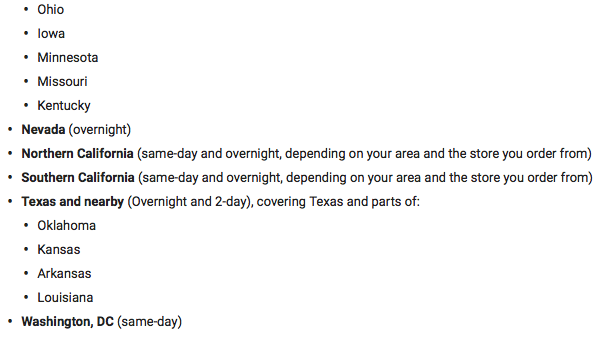 • Ohio
• Iowa
• Minnesota
• Missouri
• Kentucky
• Nevada (overnight)
• Northern California (same-day and overnight, depending on your area and the store you order from)
• Southern California (same-day and overnight, depending on your area and the store you order from)
• Texas and nearby (Overnight and 2-day), covering Texas and parts of:
• Oklahoma
• Kansas
• Arkansas
• Louisiana
• Washington, DC (same-day)